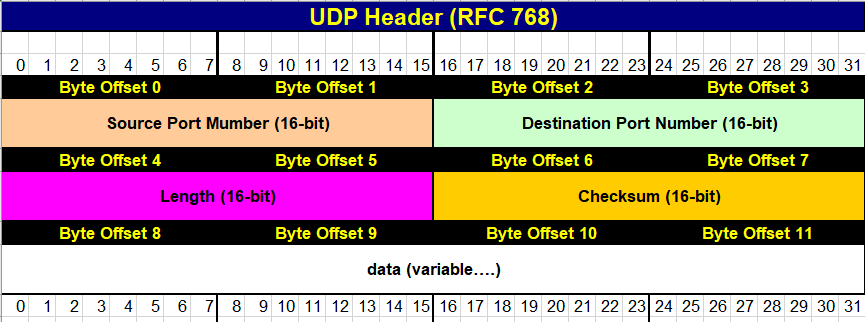 UDP Header (RFC 768)
0 1 2 3 4 5 6 7 8 9 10 11 12 13 14 15 16 17 18 19 20 21 22 23 24 25 26 27 28 29 30 31
Byte Offset 0 Byte Offset 1 Byte Offset 2 Byte Offset 3
Source Port Mumber (16-bit) Destination Port Number (16-bit)
Byte Offset 4 Byte Offset 5 Byte Offset 6 Byte Offset 7
Length (16-bit) Checksum (16-bit)
Byte Offset 8 Byte Offset 9 Byte Offset 10 Byte Offset 11
data (variable....)
0 1 2 3 4 5 6 7 8 9 10 11 12 13 14 15 16 17 18 19 20 21 22 23 24 25 26 27 28 29 30 31